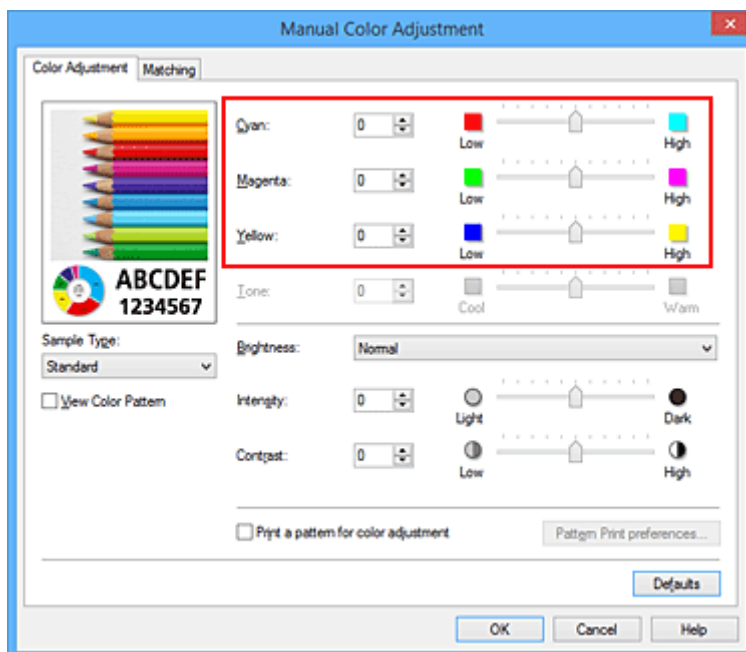 Manual Color Adjustment
Color Adjustment Matching
Cyan: 0 Low High
Magenta: 0 Low High
Yellow: 0 Low High
ABCDEF
1234567
Tone: 0 Cool Warm
Sample Type:
Standard
View Color Pattern
Brightness: Normal
Intensity: 0 Light Dark
Contrast: 0 Low High
Print a pattern for color adjustment Pattern Print preferences...
Defaults
OK Cancel Help